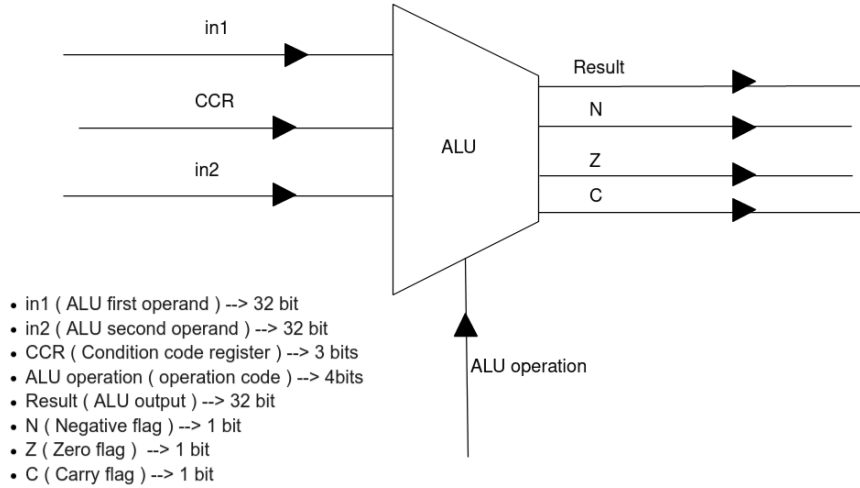 in1
CCR
in2
ALU
Result
N
Z
C
ALU operation
• in1 ( ALU first operand ) --> 32 bit
• in2 ( ALU second operand ) --> 32 bit
• CCR ( Condition code register ) --> 3 bits
• ALU operation ( operation code ) --> 4bits
• Result ( ALU output ) --> 32 bit
• N ( Negative flag ) --> 1 bit
• Z ( Zero flag ) --> 1 bit
• C ( Carry flag ) --> 1 bit